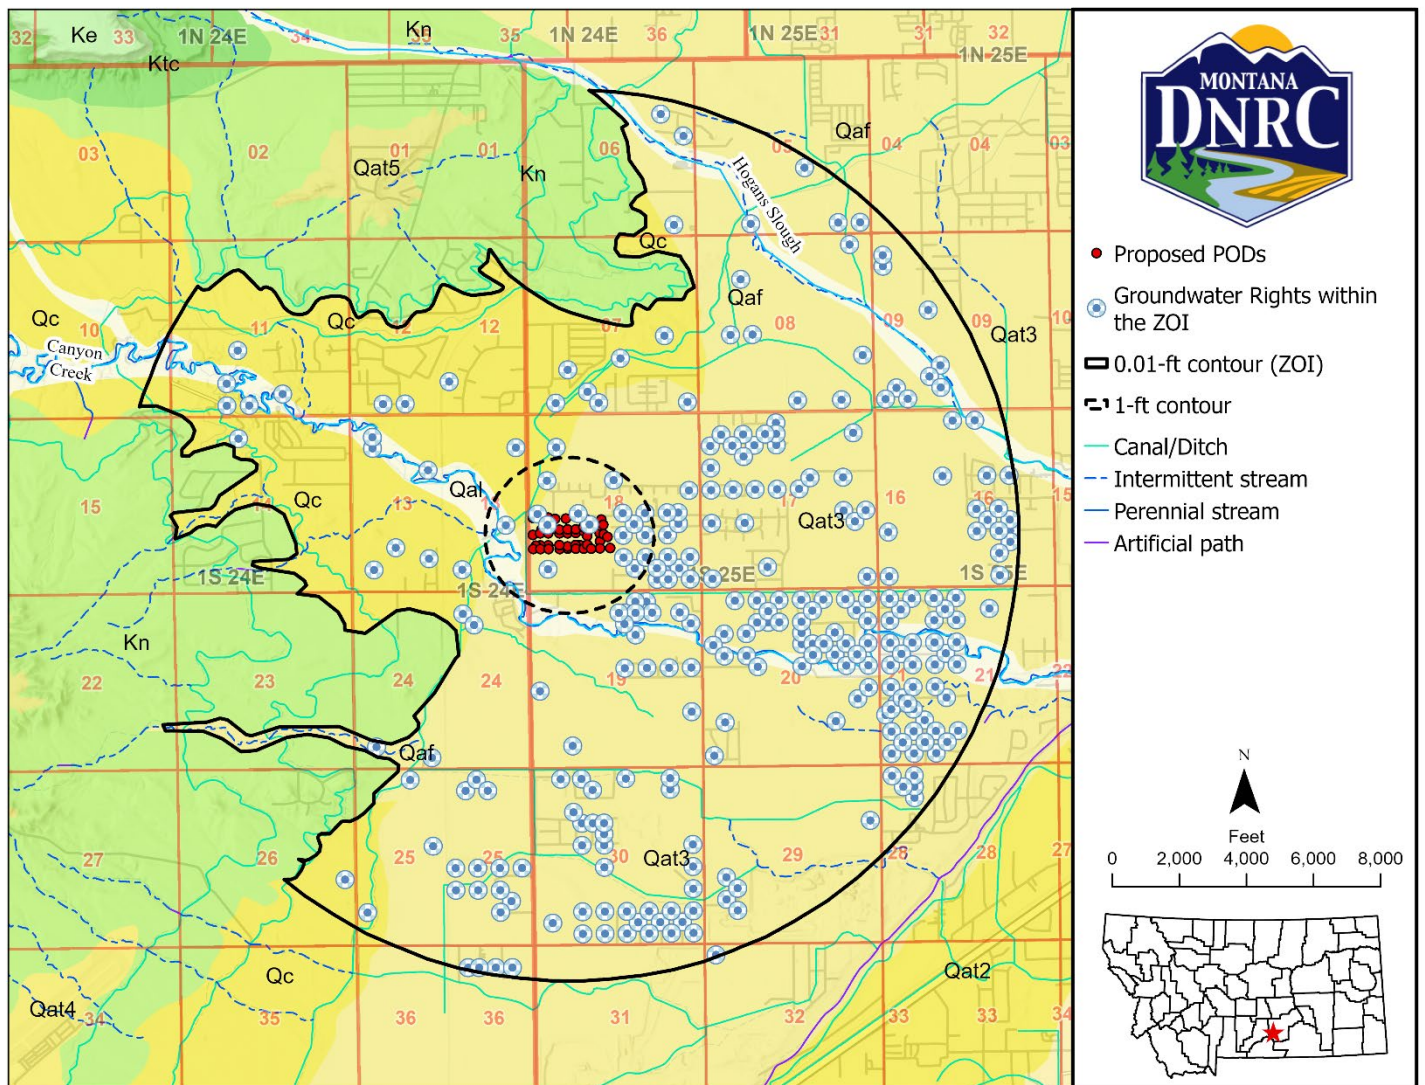 32
Ke
33
1N 24E
34
Kn
33
35
1N 24E
36
1N 25E
31
31
32
1N 25E
Ktc
03
02
Qat5
01
01
Kn
06
05
Qaf
04
04
03
Hogans Slough
Qc
Qaf
Qc
10
Canyon
Creek
11
Qc
12
12
07
08
09
09
Qat3
10
15
14
Qc
13
Qal
18
17
Qat3
16
16
15
1S 24E
1S 24E
1S 25E
Kn
22
23
24
24
19
20
21
21
22
Qaf
27
26
25
25
30
Qat3
29
28
28
27
Qc
Qat4
34
35
36
36
31
32
33
Qat2
33
34
MONTANA
DNRC
Proposed PODs
Groundwater Rights within
the ZOI
0.01-ft contour (ZOI)
1-ft contour
Canal/Ditch
Intermittent stream
Perennial stream
Artificial path
N
Feet
0 2,000 4,000 6,000 8,000